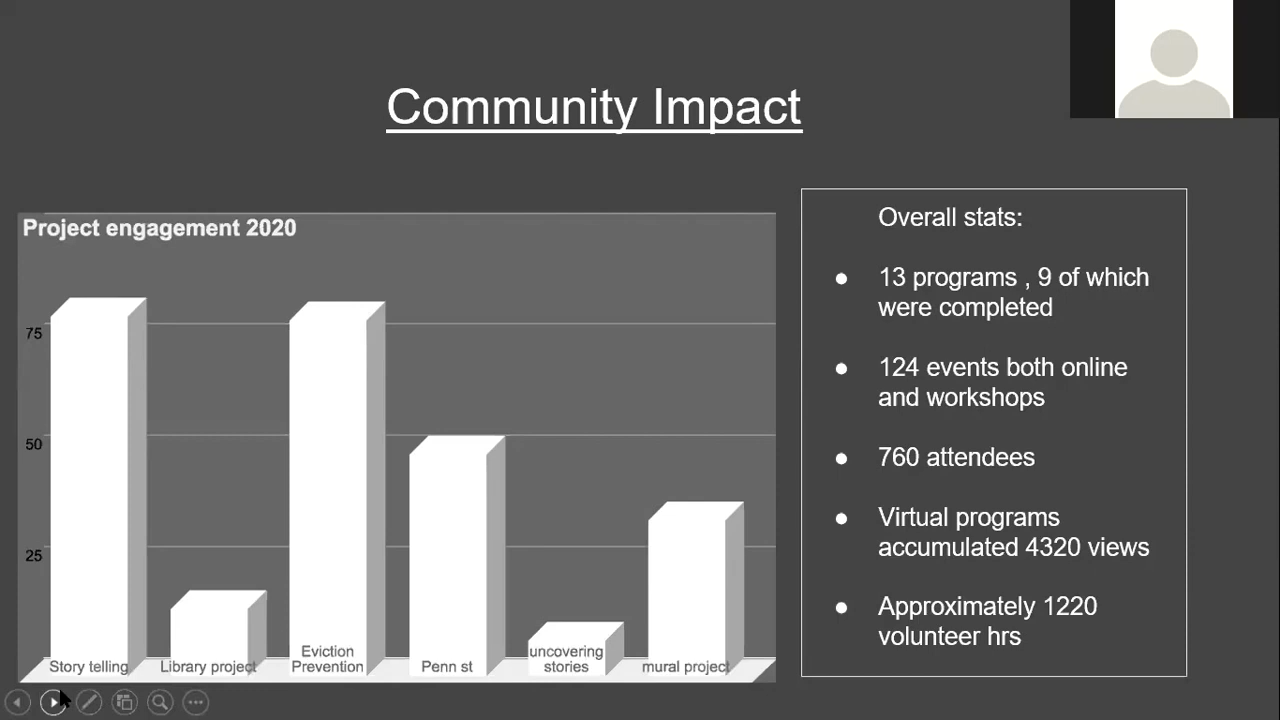 Community Impact
Project engagement 2020
75
50
25
Story telling
Library project
Eviction
Prevention
Penn st
uncovering
stories
mural project
Overall stats:
● 13 programs , 9 of which
were completed
● 124 events both online
and workshops
● 760 attendees
● Virtual programs
accumulated 4320 views
● Approximately 1220
volunteer hrs